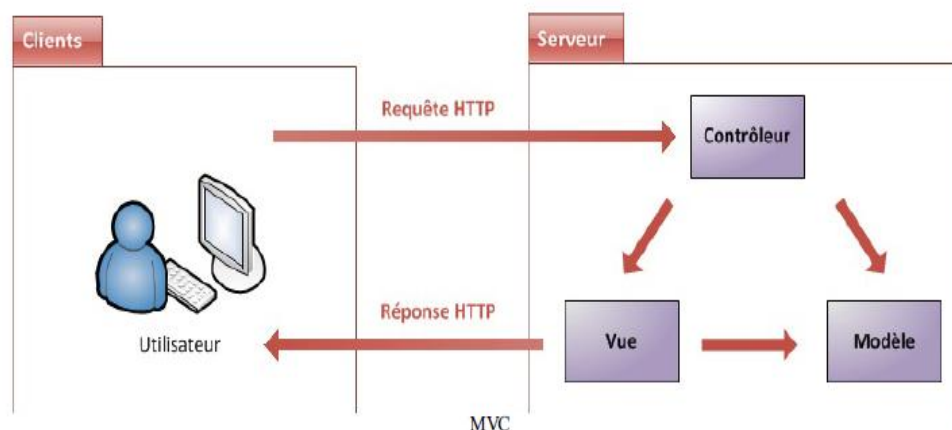 Clients
Serveur
Requête HTTP
Contrôleur
Réponse HTTP
Utilisateur
Vue
Modèle
MVC